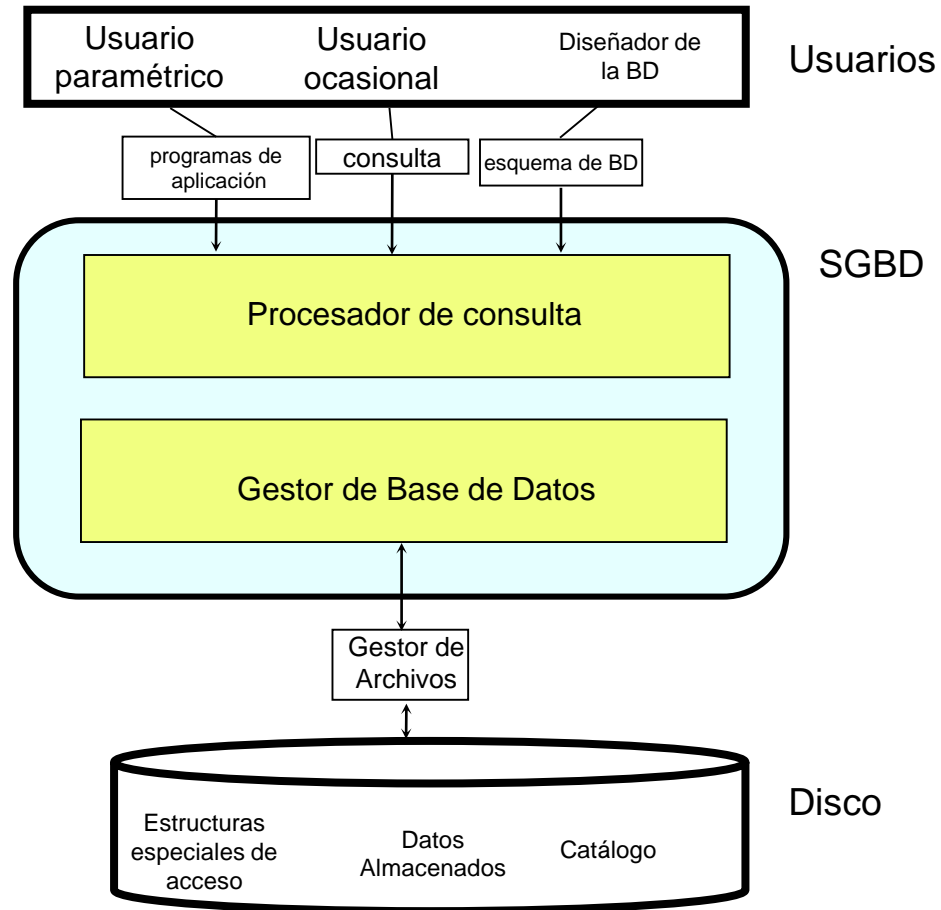 Usuario
paramétrico
Usuario
ocasional
Diseñador de
la BD
Usuarios
programas de
aplicación
consulta
esquema de BD
SGBD
Procesador de consulta
Gestor de Base de Datos
Gestor de
Archivos
Disco
Estructuras
especiales de
acceso
Datos
Almacenados
Catálogo